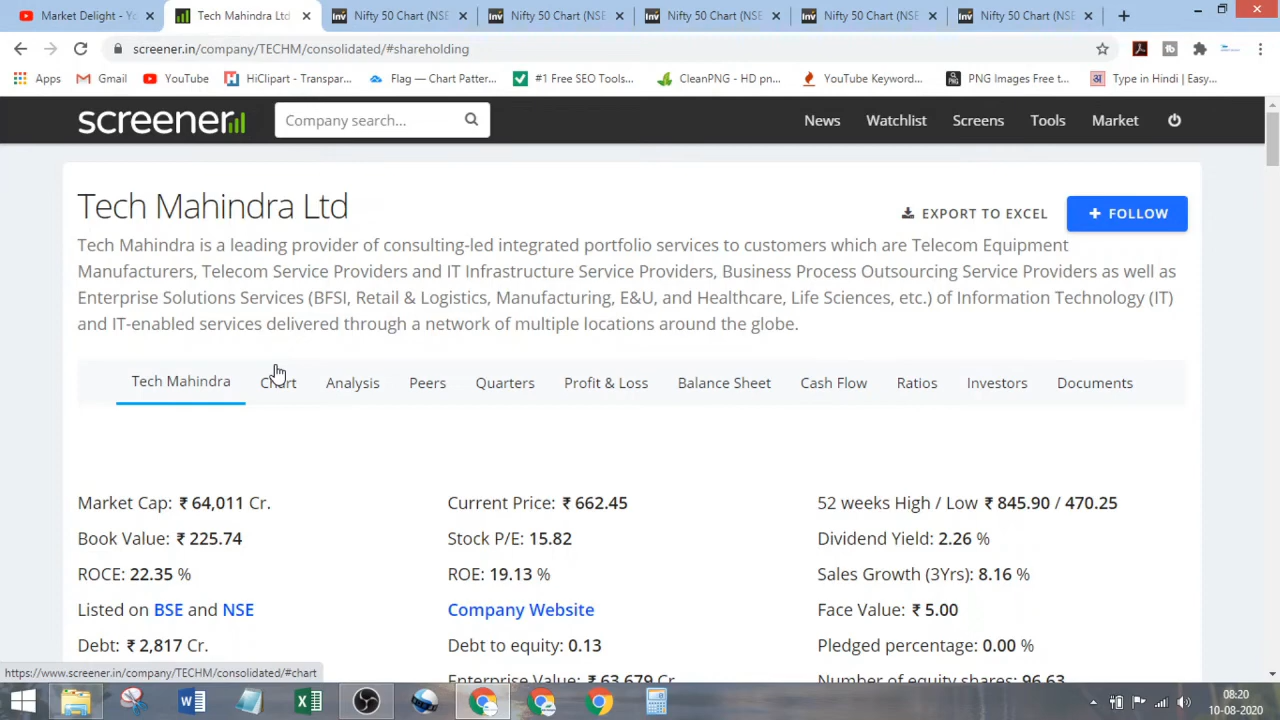 Market Delight - Yo
Tech Mahindra Ltd
Nifty 50 Chart (NSE
Nifty 50 Chart (NSE
Nifty 50 Chart (NSE
Nifty 50 Chart (NSE
Nifty 50 Chart (NSE
screener.in/company/TECHM/consolidated/#shareholding
Apps
Gmail
YouTube
HiClipart - Transpar...
Flag — Chart Patter...
#1 Free SEO Tools...
CleanPNG - HD pn...
YouTube Keyword...
PNG Images Free t...
Type in Hindi | Easy...
screener
Company search...
News
Watchlist
Screens
Tools
Market
Tech Mahindra Ltd
EXPORT TO EXCEL
+ FOLLOW
Tech Mahindra is a leading provider of consulting-led integrated portfolio services to customers which are Telecom Equipment
Manufacturers, Telecom Service Providers and IT Infrastructure Service Providers, Business Process Outsourcing Service Providers as well as
Enterprise Solutions Services (BFSI, Retail & Logistics, Manufacturing, E&U, and Healthcare, Life Sciences, etc.) of Information Technology (IT)
and IT-enabled services delivered through a network of multiple locations around the globe.
Tech Mahindra
Chart
Analysis
Peers
Quarters
Profit & Loss
Balance Sheet
Cash Flow
Ratios
Investors
Documents
Market Cap: ₹ 64,011 Cr.
Current Price: ₹ 662.45
52 weeks High / Low ₹ 845.90 / 470.25
Book Value: ₹ 225.74
Stock P/E: 15.82
Dividend Yield: 2.26 %
ROCE: 22.35 %
ROE: 19.13 %
Sales Growth (3Yrs): 8.16 %
Listed on BSE and NSE
Company Website
Face Value: ₹ 5.00
Debt: ₹ 2,817 Cr.
Debt to equity: 0.13
Pledged percentage: 0.00 %
Enterprise Value: ₹ 63,679 Cr.
Number of equity shares: 96.63
https://www.screener.in/company/TECHM/consolidated/#chart
08:20
10-08-2020